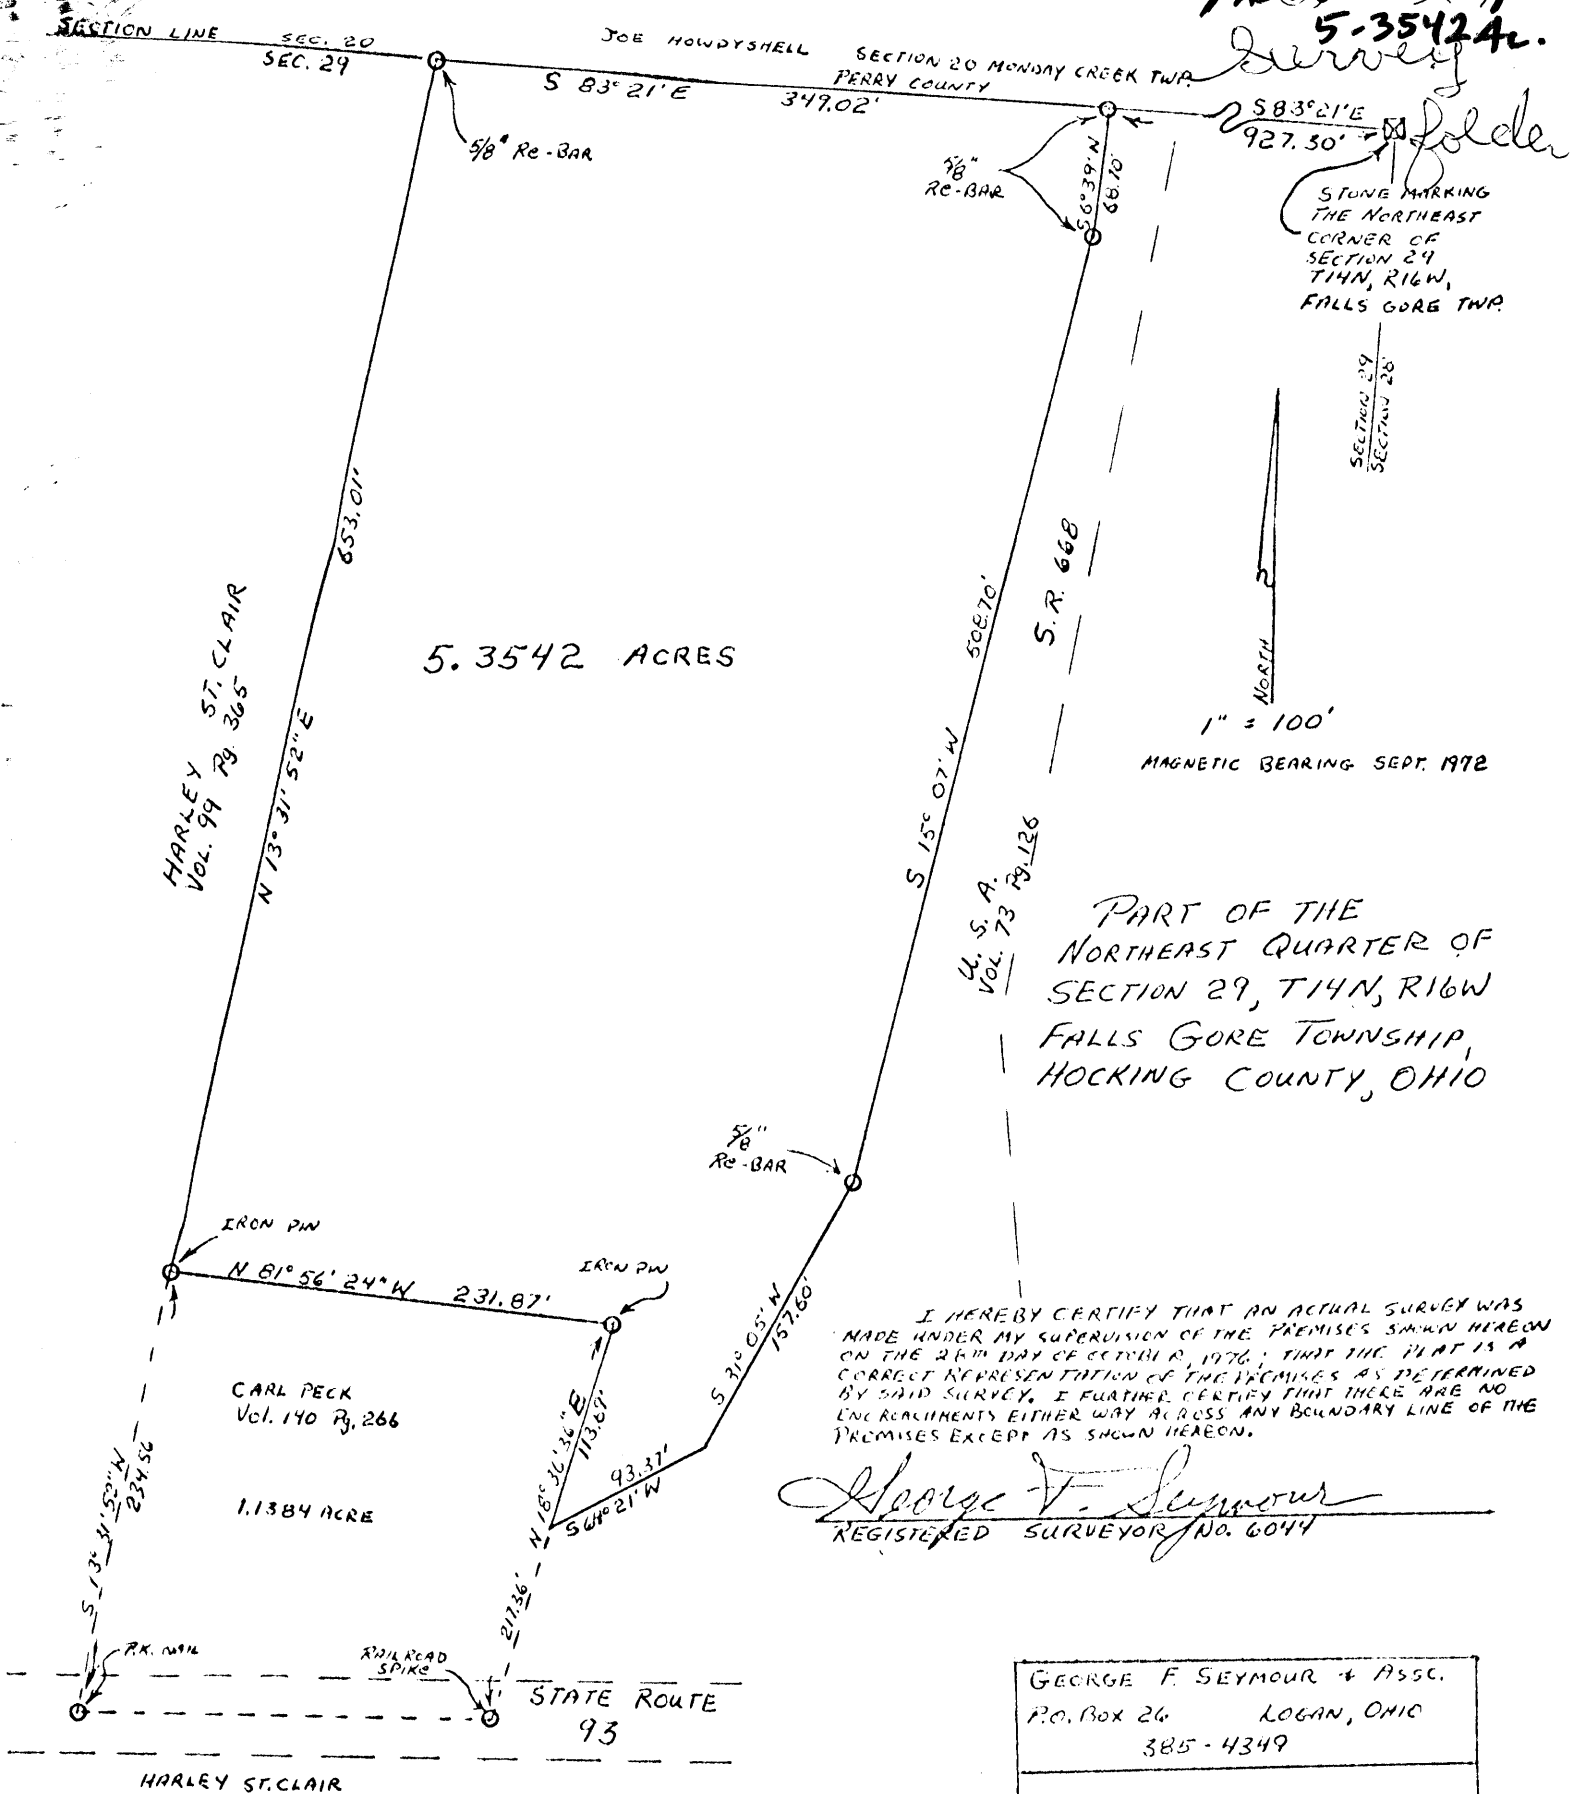 5-3542 Ac.
Survey
folder
SECTION LINE
SEC. 20
SEC. 29
JOE HOWDYSHELL
SECTION 20 MONDAY CREEK TWP.
PERRY COUNTY
S 83° 21' E
349.02'
S 83° 21' E
927.30'
5/8" RE-BAR
5/8"
RE-BAR
S 6° 39' W
68.10'
STONE MARKING
THE NORTHEAST
CORNER OF
SECTION 29
T14N, R16W,
FALLS GORE TWP.
SECTION 29
SECTION 28
653.01'
N 13° 31' 52" E
HARLEY ST. CLAIR
VOL. 99 Pg. 365
5.3542 ACRES
508.70'
S 15° 07' W
S. R. 668
U. S. A.
VOL. 73 Pg. 126
NORTH
1" = 100'
MAGNETIC BEARING SEPT. 1972
PART OF THE
NORTHEAST QUARTER OF
SECTION 29, T14N, R16W
FALLS GORE TOWNSHIP,
HOCKING COUNTY, OHIO
5/8"
RE-BAR
IRON PIN
N 81° 56' 24" W 231.87'
IRON PIN
S 31° 05' W
157.60'
N 18° 36' 36" E
113.69'
93.37'
S 64° 21' W
CARL PECK
Vol. 140 Pg. 266
1.1384 ACRE
S 13° 31' 52" W
234.56
217.36'
I HEREBY CERTIFY THAT AN ACTUAL SURVEY WAS
MADE UNDER MY SUPERVISION OF THE PREMISES SHOWN HEREON
ON THE DAY OF OCTOBER, 1976; THAT THE PLAT IS A
CORRECT REPRESENTATION OF THE PREMISES AS DETERMINED
BY SAID SURVEY. I FURTHER CERTIFY THAT THERE ARE NO
ENCROACHMENTS EITHER WAY ACROSS ANY BOUNDARY LINE OF THE
PREMISES EXCEPT AS SHOWN HEREON.
George F. Seymour
REGISTERED SURVEYOR NO. 6044
P.K. NAIL
RAILROAD
SPIKE
STATE ROUTE
93
HARLEY ST. CLAIR
GEORGE F. SEYMOUR & ASSC.
P.O. BOX 26 LOGAN, OHIO
385-4349